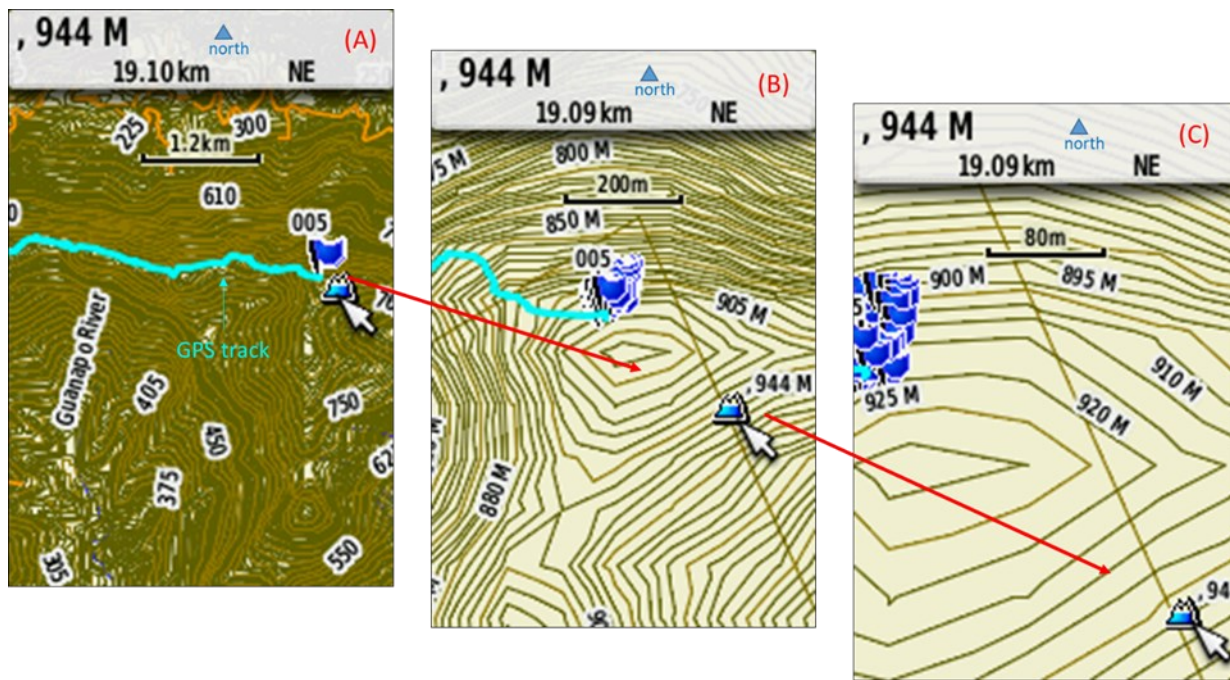 , 944 M
north
(A)
19.10 km
NE
225
300
1.2km
610
005
GPS track
Guanapo River
405
450
750
375
305
550
, 944 M
north
(B)
19.09 km
NE
800 M
200m
850 M
005
905 M
, 944 M
880 M
, 944 M
north
(C)
19.09 km
NE
80m
900 M
895 M
925 M
910 M
920 M